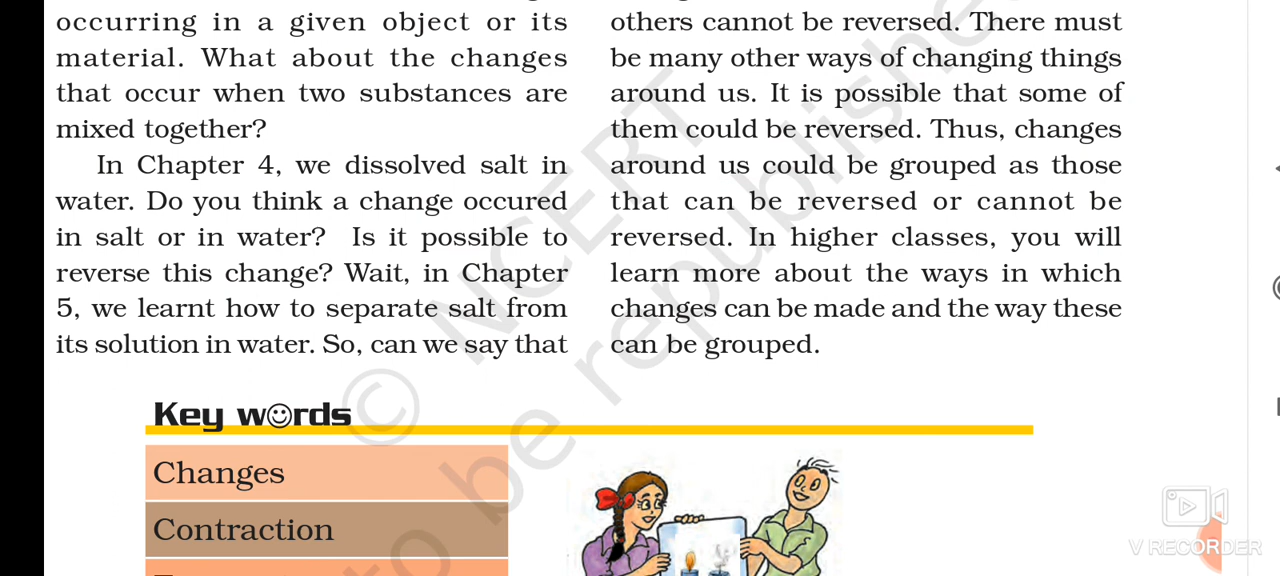 occurring in a given object or its
material. What about the changes
that occur when two substances are
mixed together?
In Chapter 4, we dissolved salt in
water. Do you think a change occured
in salt or in water? Is it possible to
reverse this change? Wait, in Chapter
5, we learnt how to separate salt from
its solution in water. So, can we say that
others cannot be reversed. There must
be many other ways of changing things
around us. It is possible that some of
them could be reversed. Thus, changes
around us could be grouped as those
that can be reversed or cannot be
reversed. In higher classes, you will
learn more about the ways in which
changes can be made and the way these
can be grouped.
Key words
Changes
Contraction
© NCERT
to be republishe
V RECORDER